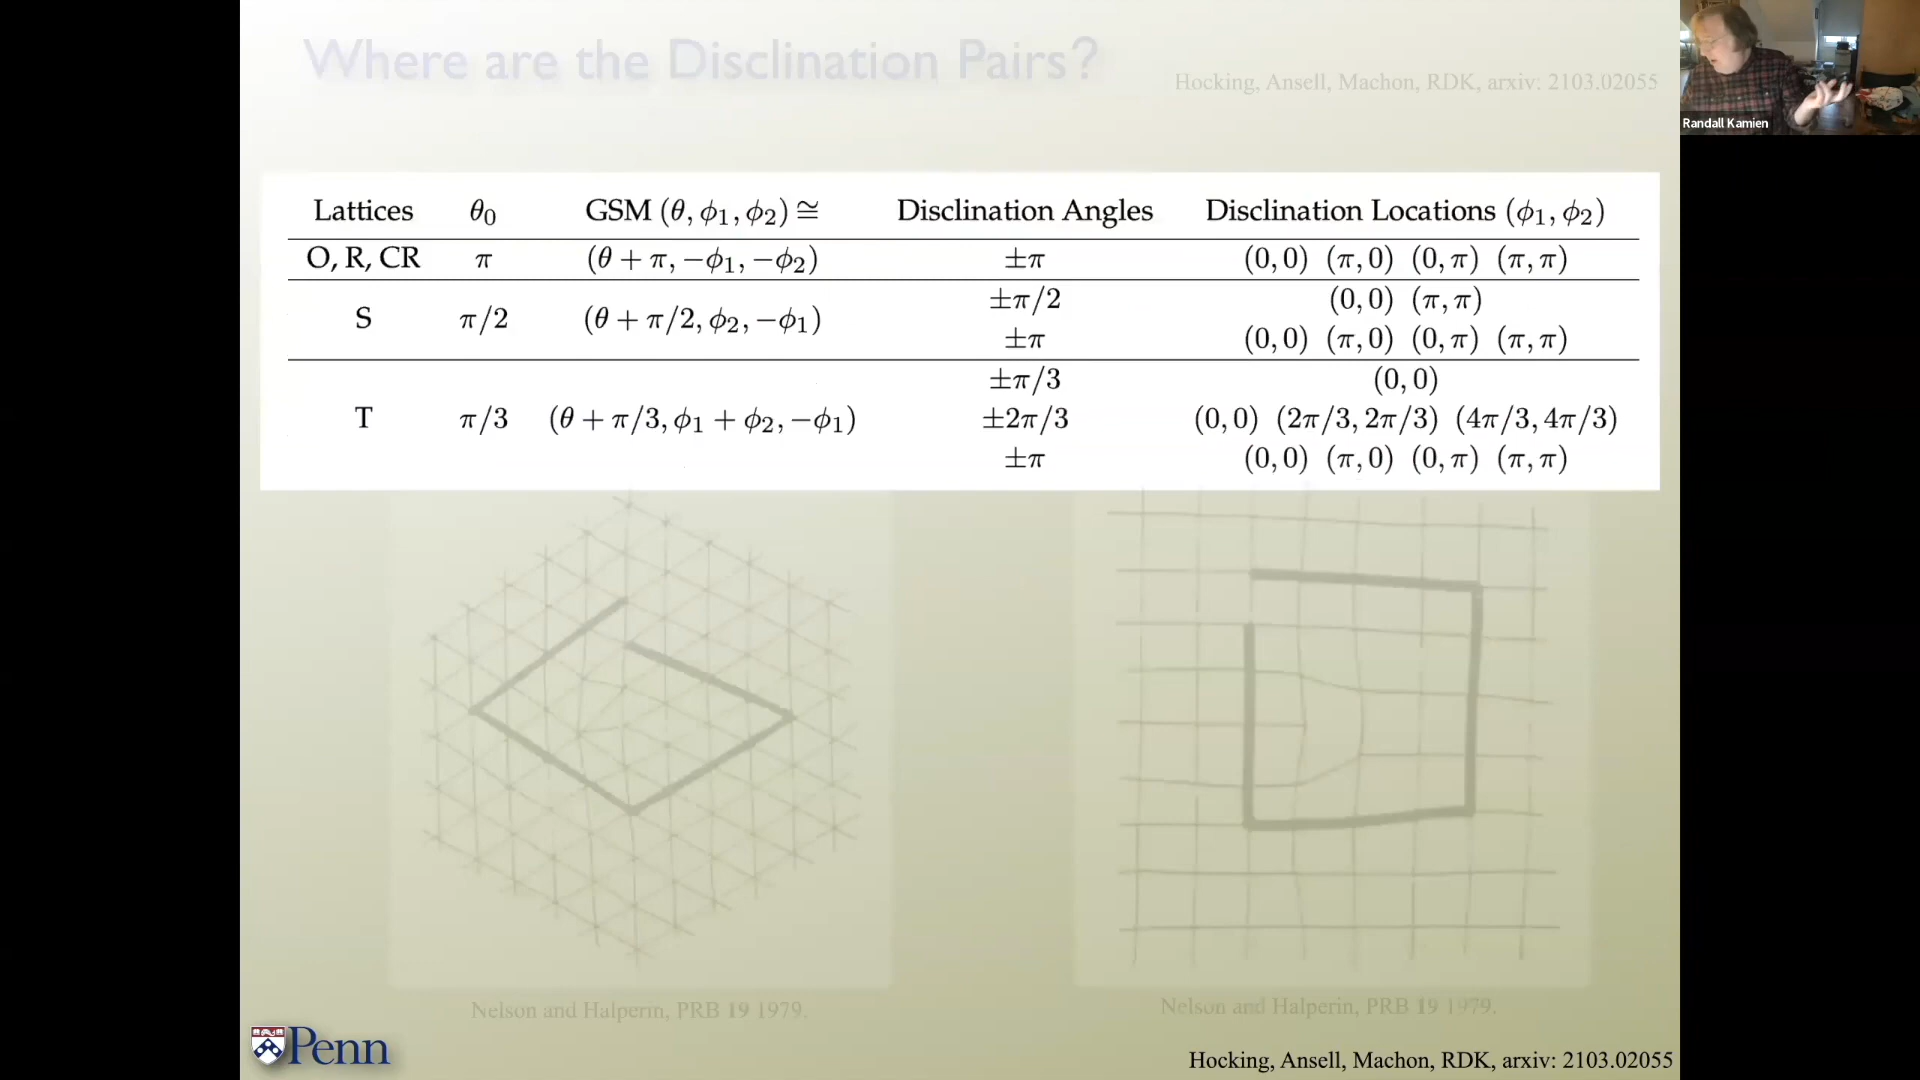 Where are the Disclination Pairs?
Hocking, Ansell, Machon, RDK, arxiv: 2103.02055
Randall Kamien
Lattices θ₀ GSM (θ, ϕ₁, ϕ₂) ≅ Disclination Angles Disclination Locations (ϕ₁, ϕ₂)
O, R, CR π (θ + π, −ϕ₁, −ϕ₂) ±π (0, 0) (π, 0) (0, π) (π, π)
±π/2 (0, 0) (π, π)
S π/2 (θ + π/2, ϕ₂, −ϕ₁)
±π (0, 0) (π, 0) (0, π) (π, π)
±π/3 (0, 0)
T π/3 (θ + π/3, ϕ₁ + ϕ₂, −ϕ₁) ±2π/3 (0, 0) (2π/3, 2π/3) (4π/3, 4π/3)
±π (0, 0) (π, 0) (0, π) (π, π)
Nelson and Halperin, PRB 19 1979.
Nelson and Halperin, PRB 19 1979.
Penn
Hocking, Ansell, Machon, RDK, arxiv: 2103.02055